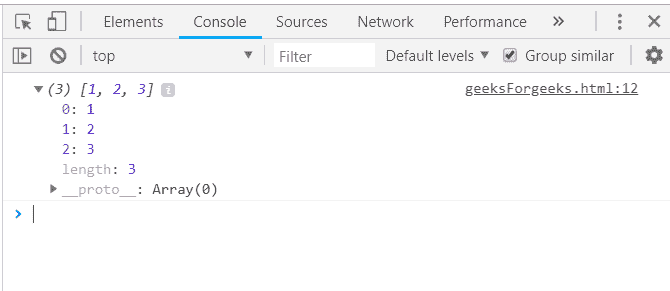 Elements Console Sources Network Performance »
top ▼ Filter Default levels ▼ Group similar
▼ (3) [1, 2, 3] i geeksForgeeks.html:12
0: 1
1: 2
2: 3
length: 3
▶ __proto__: Array(0)
>